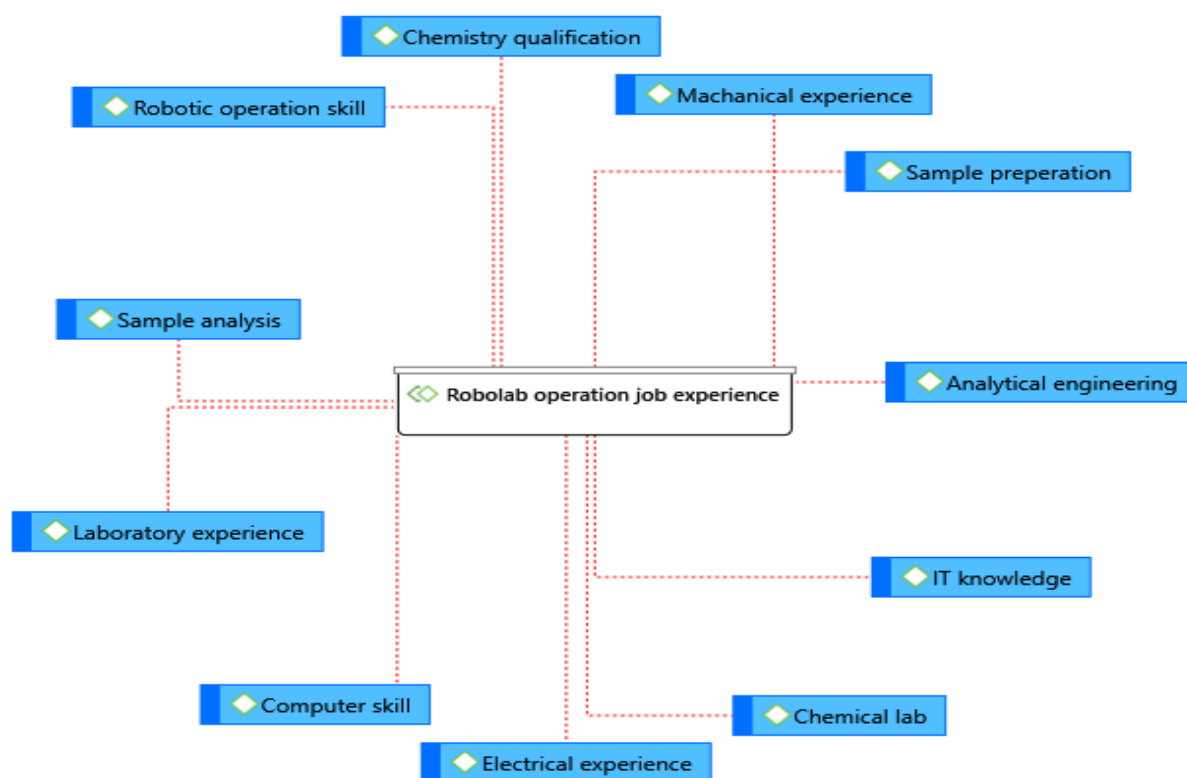 Chemistry qualification
Machanical experience
Robotic operation skill
Sample preperation
Sample analysis
Analytical engineering
Robolab operation job experience
Laboratory experience
IT knowledge
Computer skill
Chemical lab
Electrical experience